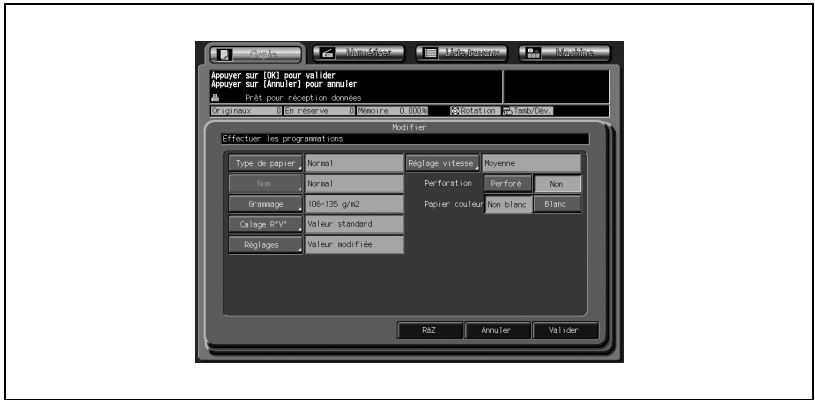 Copie Numériser Liste travaux Machine
Appuyer sur [OK] pour valider
Appuyer sur [Annuler] pour annuler
Prêt pour réception données
Originaux 0 En réserve 0 Mémoire 0.000% Rotation Tamb/Dév.
Modifier
Effectuer les programmations
Type de papier Normal Réglage vitesse Moyenne
Nom Normal Perforation Perforé Non
Grammage 106-135 g/m2 Papier couleur Non blanc Blanc
Calage R°V° Valeur standard
Réglages Valeur modifiée
RàZ Annuler Valider